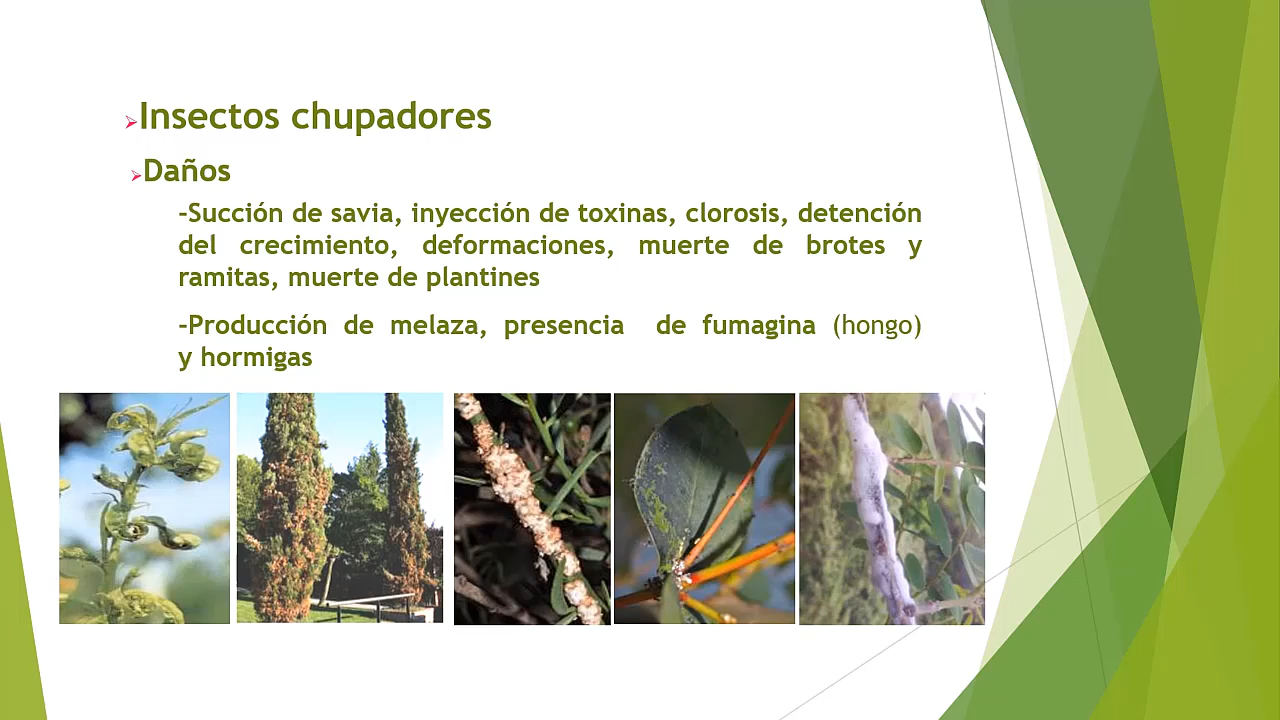 Insectos chupadores
Daños
-Succión de savia, inyección de toxinas, clorosis, detención
del crecimiento, deformaciones, muerte de brotes y
ramitas, muerte de plantines
-Producción de melaza, presencia de fumagina (hongo)
y hormigas